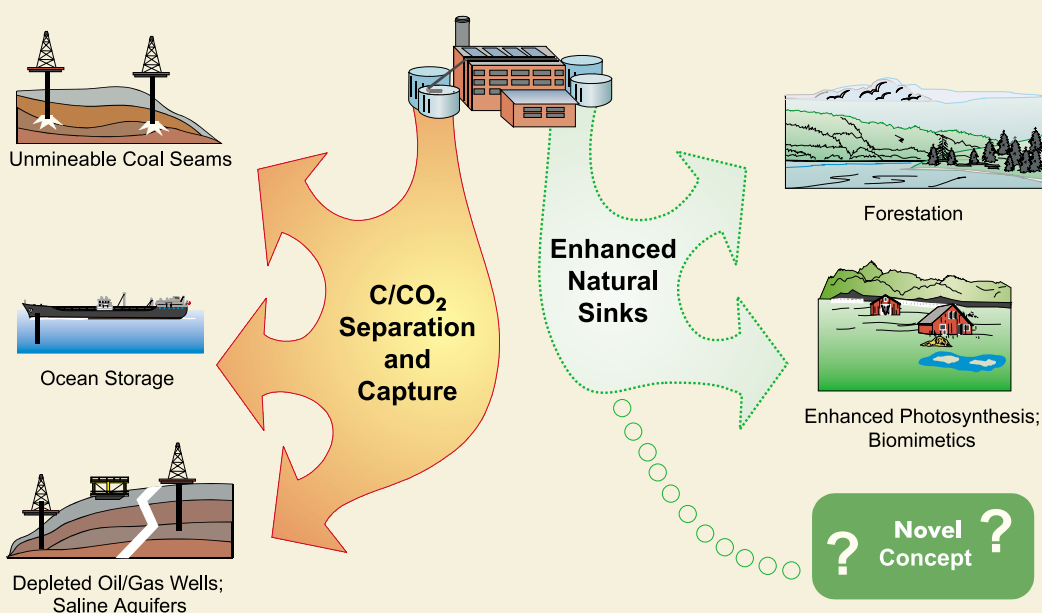 Unmineable Coal Seams
Ocean Storage
Depleted Oil/Gas Wells;
Saline Aquifers
C/CO₂
Separation
and
Capture
Enhanced
Natural
Sinks
Forestation
Enhanced Photosynthesis;
Biomimetics
? Novel ?
Concept